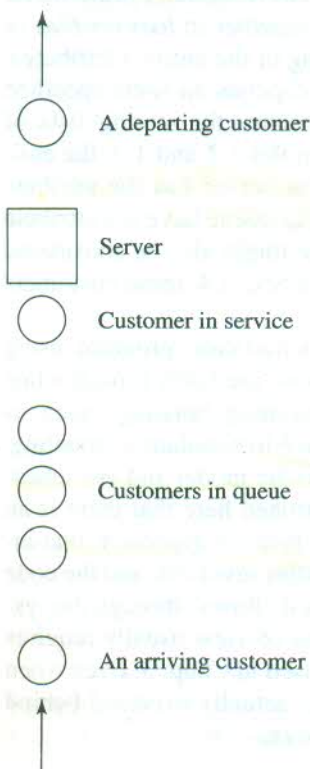 A departing customer
Server
Customer in service
Customers in queue
An arriving customer